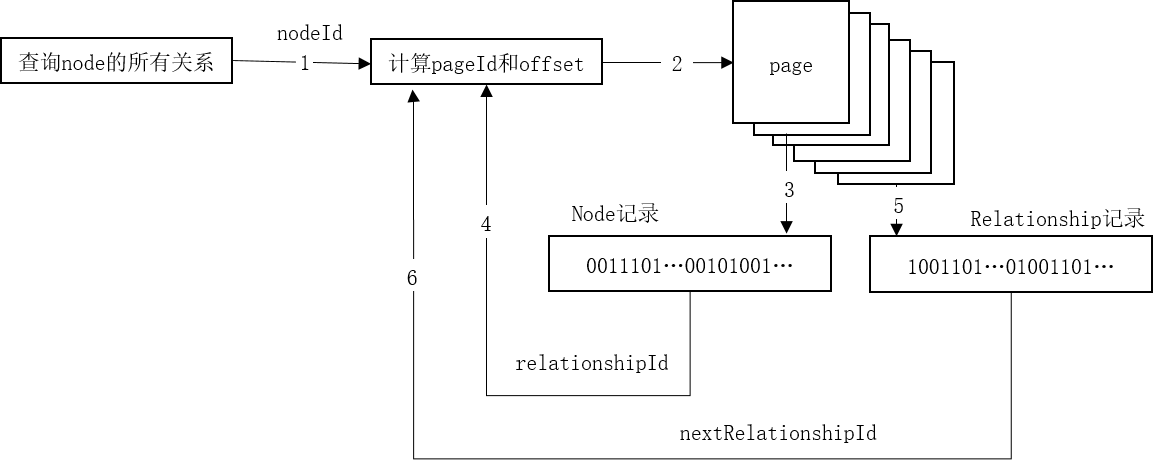 nodeId
查询node的所有关系
1
计算pageId和offset
2
page
3
5
Node记录
4
Relationship记录
0011101…00101001…
1001101…01001101…
6
relationshipId
nextRelationshipId